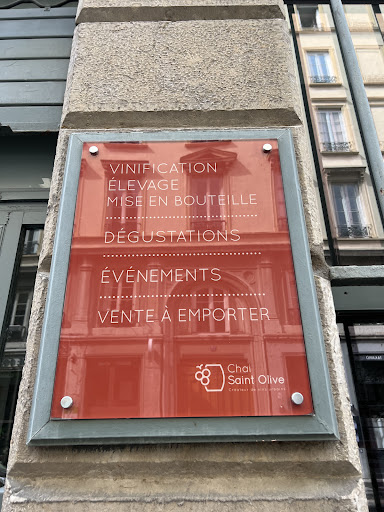 VINIFICATION
ÉLEVAGE
MISE EN BOUTEILLE
DÉGUSTATIONS
ÉVÉNEMENTS
VENTE À EMPORTER
Chai
Saint Olive